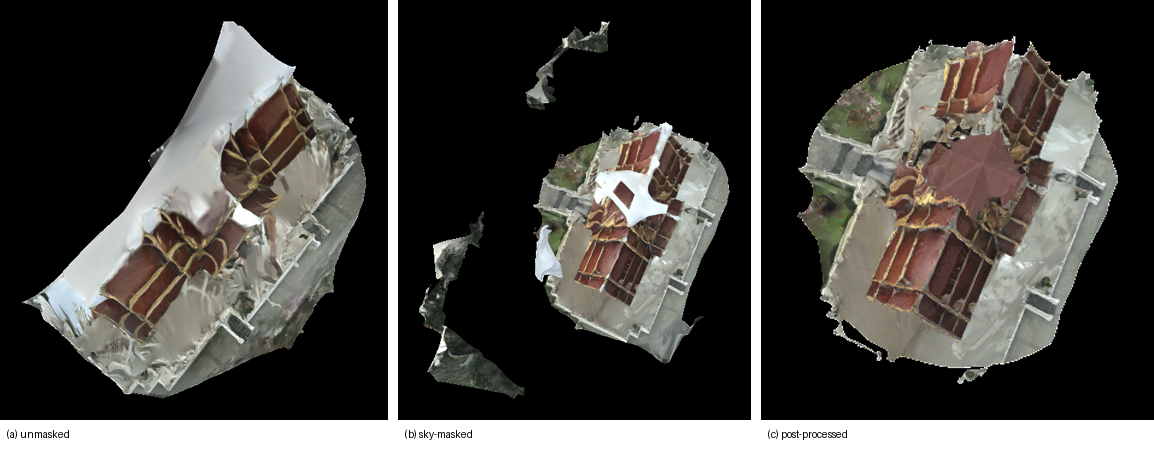 (a) unmasked
(b) sky-masked
(c) post-processed